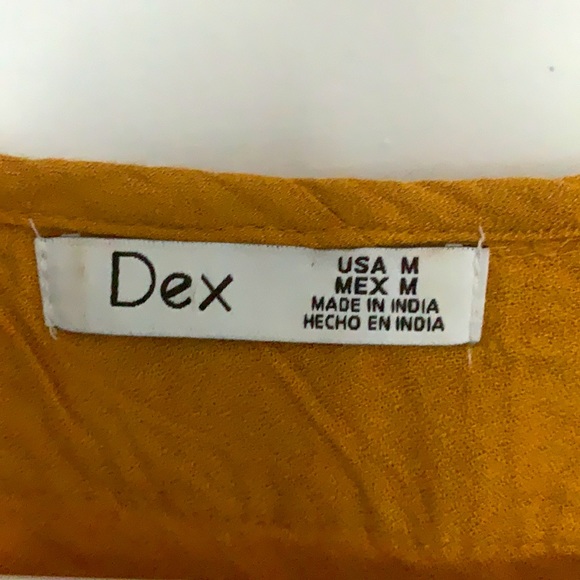 Dex
USA M
MEX M
MADE IN INDIA
HECHO EN INDIA